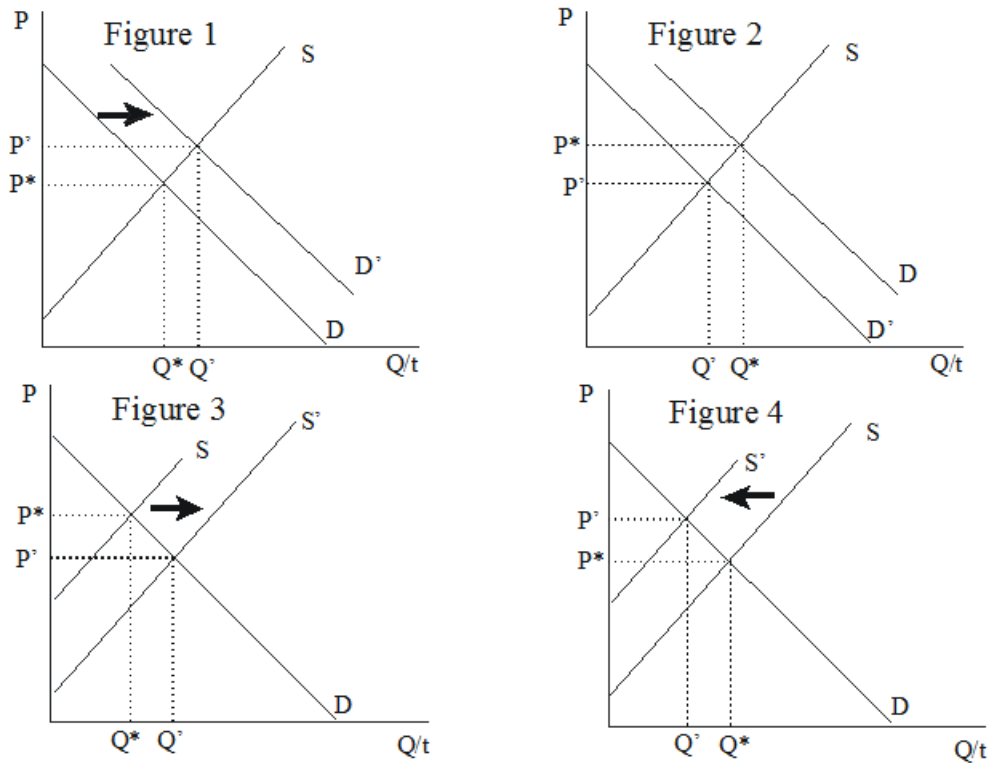 P
Figure 1
S
P’
P*
D’
D
Q* Q’ Q/t
P
Figure 2
S
P*
P’
D
D’
Q’ Q* Q/t
P
Figure 3
S’
S
P*
P’
D
Q* Q’ Q/t
P
Figure 4
S
S’
P’
P*
D
Q’ Q* Q/t